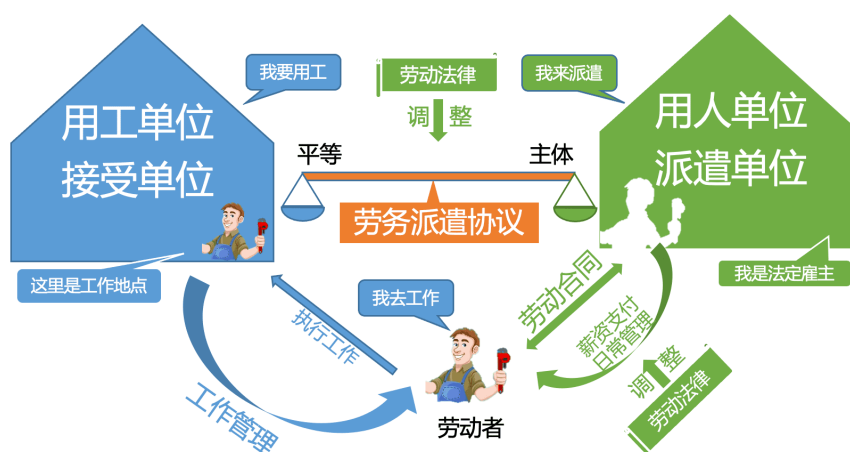 我要用工
劳动法律
我来派遣
用工单位
接受单位
调整
用人单位
派遣单位
平等
主体
劳务派遣协议
这里是工作地点
我是法定雇主
我去工作
执行工作
劳动合同
薪资支付
日常管理
调整
劳动法律
工作管理
劳动者